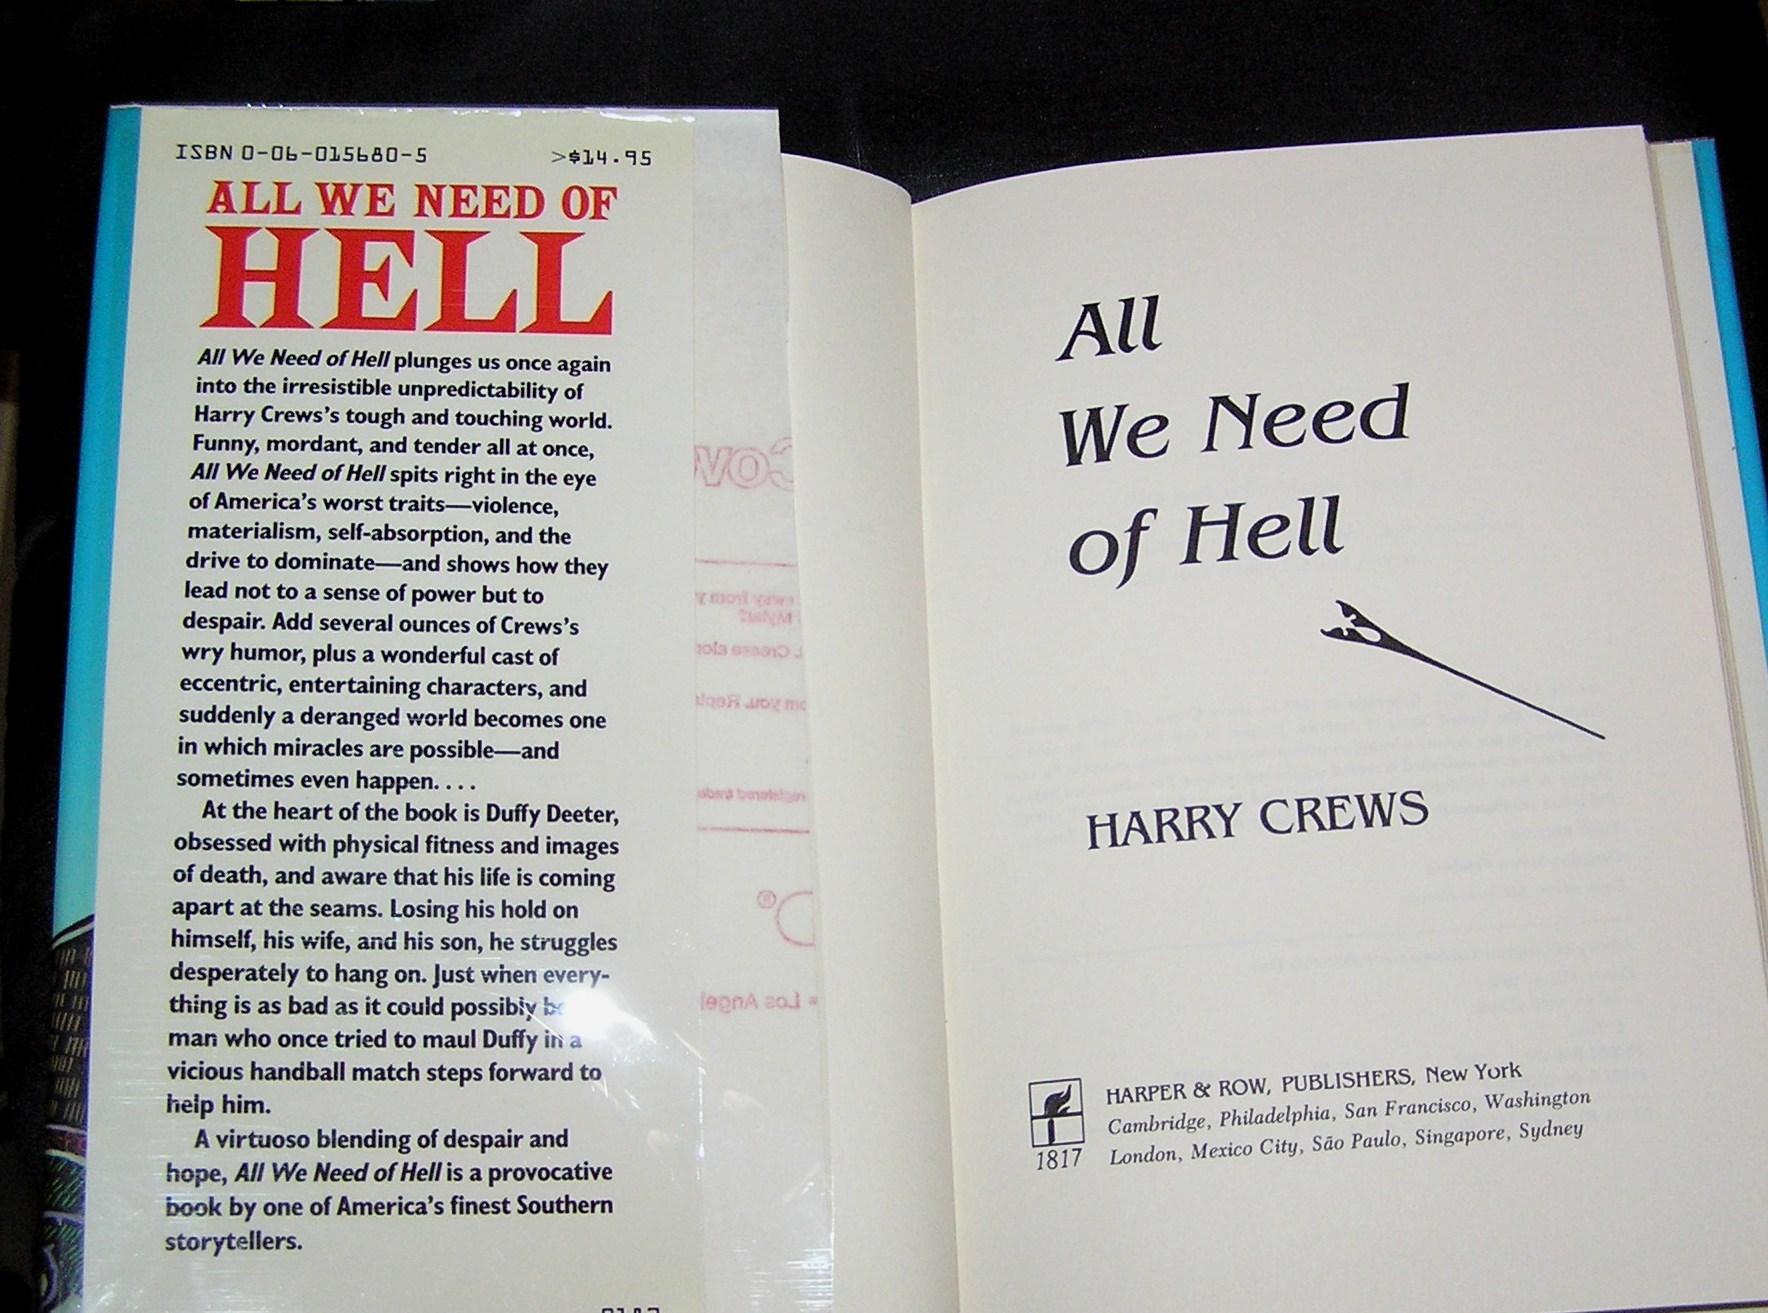 ISBN 0-06-015680-5 >$14.95
ALL WE NEED OF
HELL
All We Need of Hell plunges us once again
into the irresistible unpredictability of
Harry Crews's tough and touching world.
Funny, mordant, and tender all at once,
All We Need of Hell spits right in the eye
of America's worst traits—violence,
materialism, self-absorption, and the
drive to dominate—and shows how they
lead not to a sense of power but to
despair. Add several ounces of Crews's
wry humor, plus a wonderful cast of
eccentric, entertaining characters, and
suddenly a deranged world becomes one
in which miracles are possible—and
sometimes even happen. . . .
At the heart of the book is Duffy Deeter,
obsessed with physical fitness and images
of death, and aware that his life is coming
apart at the seams. Losing his hold on
himself, his wife, and his son, he struggles
desperately to hang on. Just when every-
thing is as bad as it could possibly
man who once tried to maul Duffy in a
vicious handball match steps forward to
help him.
A virtuoso blending of despair and
hope, All We Need of Hell is a provocative
book by one of America's finest Southern
storytellers.
All
We Need
of Hell
HARRY CREWS
HARPER & ROW, PUBLISHERS, New York
Cambridge, Philadelphia, San Francisco, Washington
London, Mexico City, São Paulo, Singapore, Sydney
1817